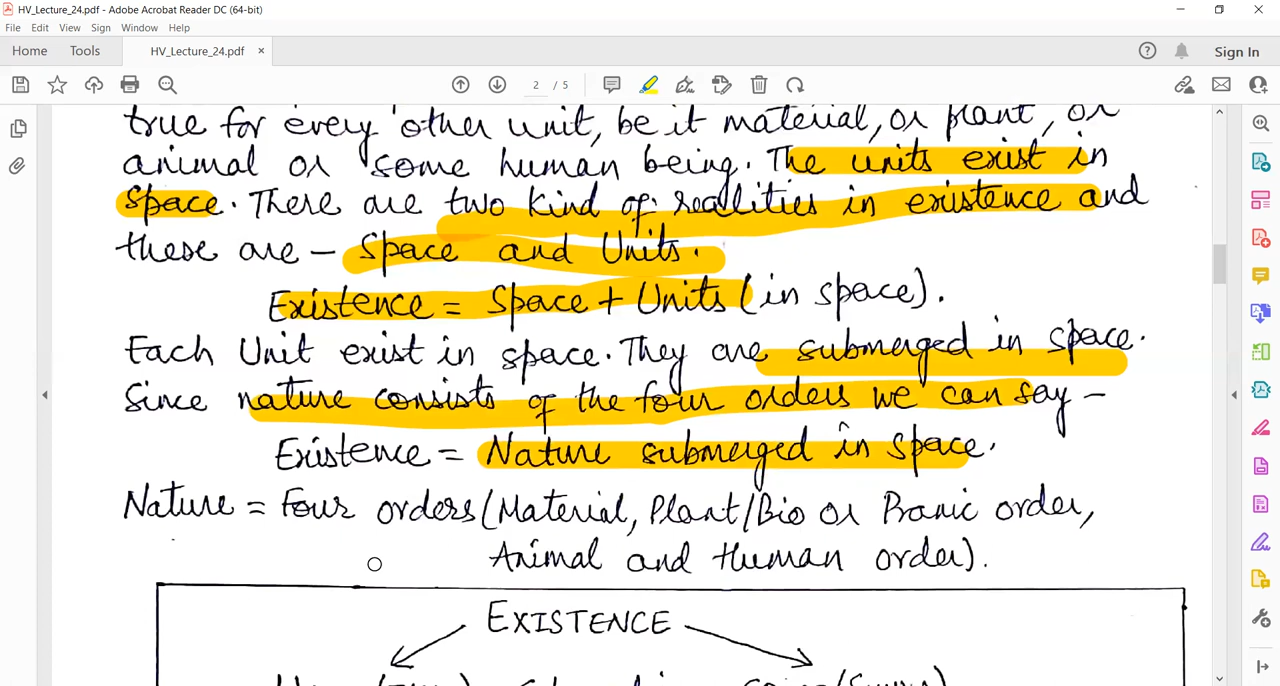 HV_Lecture_24.pdf - Adobe Acrobat Reader DC (64-bit)
File Edit View Sign Window Help
Home Tools HV_Lecture_24.pdf × Sign In
2 / 5
true for every other unit, be it material, or plant, or
animal or some human being. The units exist in
space. There are two kind of realities in existence and
these are - Space and Units.
Existence = Space + Units (in space).
Each Unit exist in space. They are submerged in space.
Since nature consists of the four orders we can say -
Existence = Nature submerged in space.
Nature = Four orders (Material, Plant/Bio or Pranic order,
Animal and Human order).
EXISTENCE